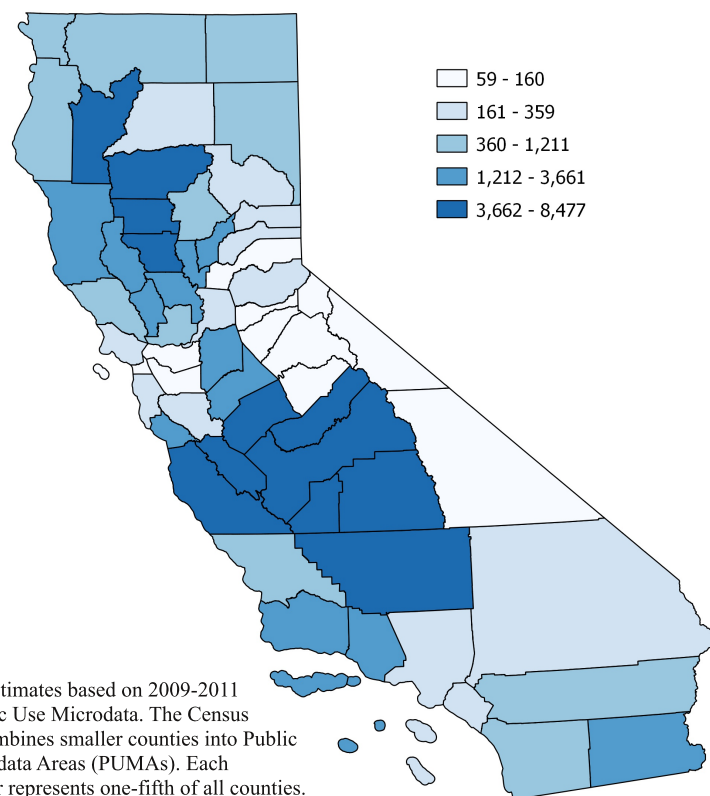 59 - 160
161 - 359
360 - 1,211
1,212 - 3,661
3,662 - 8,477
timates based on 2009-2011
c Use Microdata. The Census
mbines smaller counties into Public
data Areas (PUMAs). Each
r represents one-fifth of all counties.